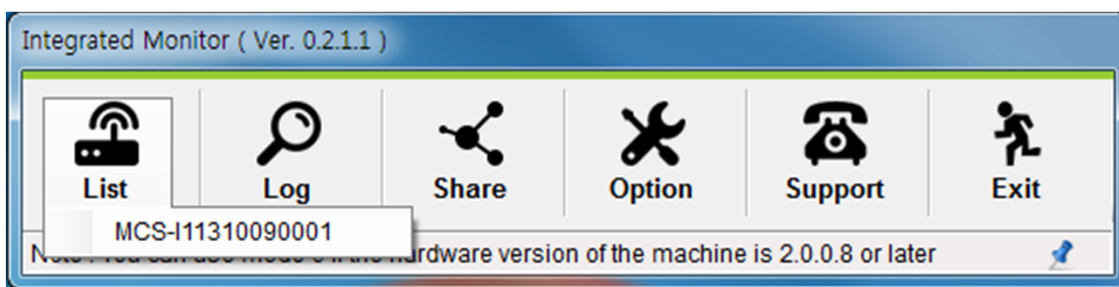 Integrated Monitor ( Ver. 0.2.1.1 )
List Log Share Option Support Exit
MCS-I11310090001
hardware version of the machine is 2.0.0.8 or later